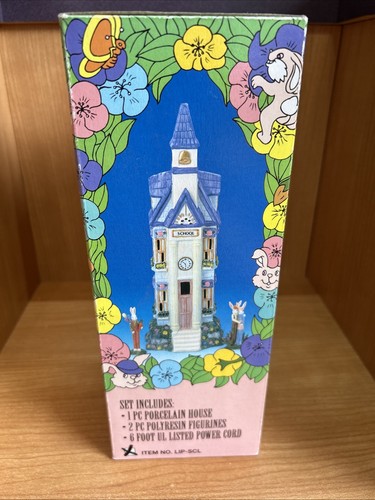 SCHOOL
SET INCLUDES:
• 1 PC PORCELAIN HOUSE
• 2 PC POLYRESIN FIGURINES
• 6 FOOT UL LISTED POWER CORD
ITEM NO. LIP-SCL